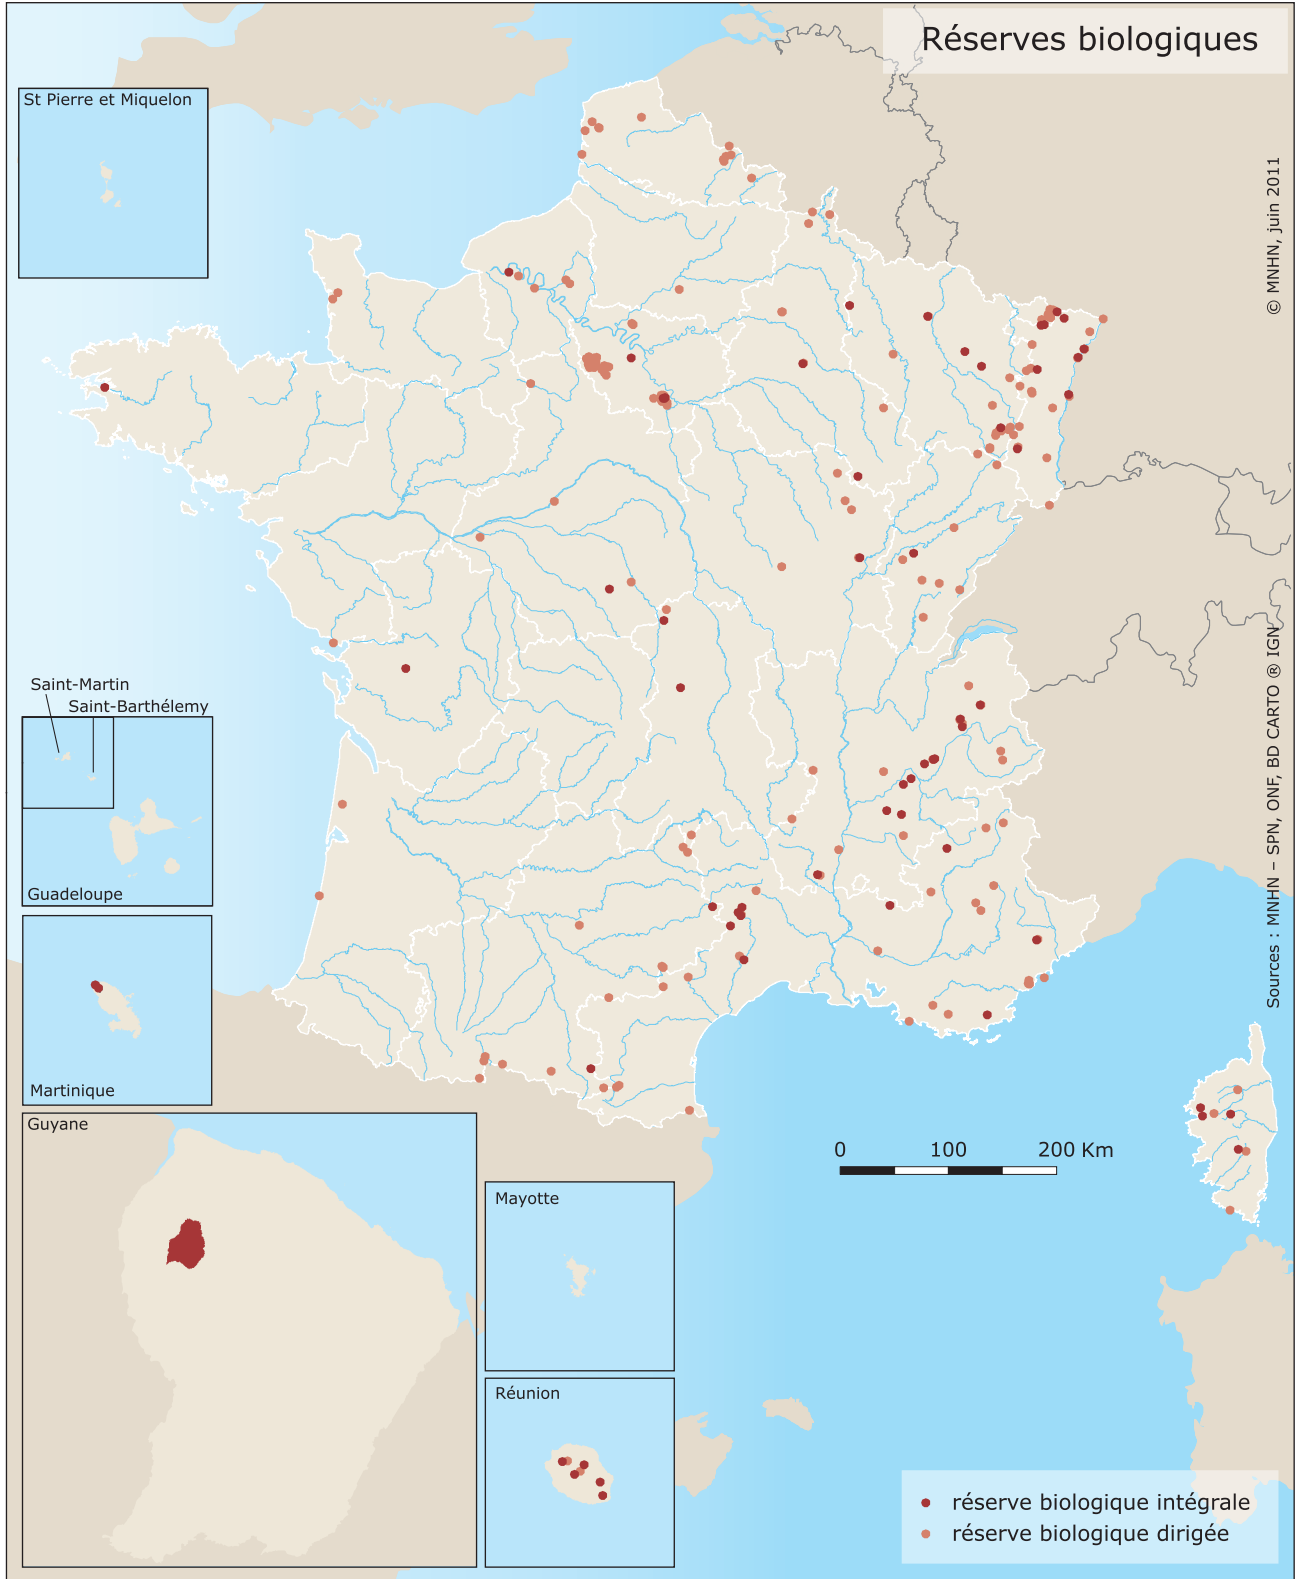 Réserves biologiques
St Pierre et Miquelon
© MNHN, juin 2011
Saint-Martin
Saint-Barthélemy
Guadeloupe
Martinique
Guyane
Mayotte
Réunion
0 100 200 Km
Sources : MNHN – SPN, ONF, BD CARTO ® IGN
réserve biologique intégrale
réserve biologique dirigée